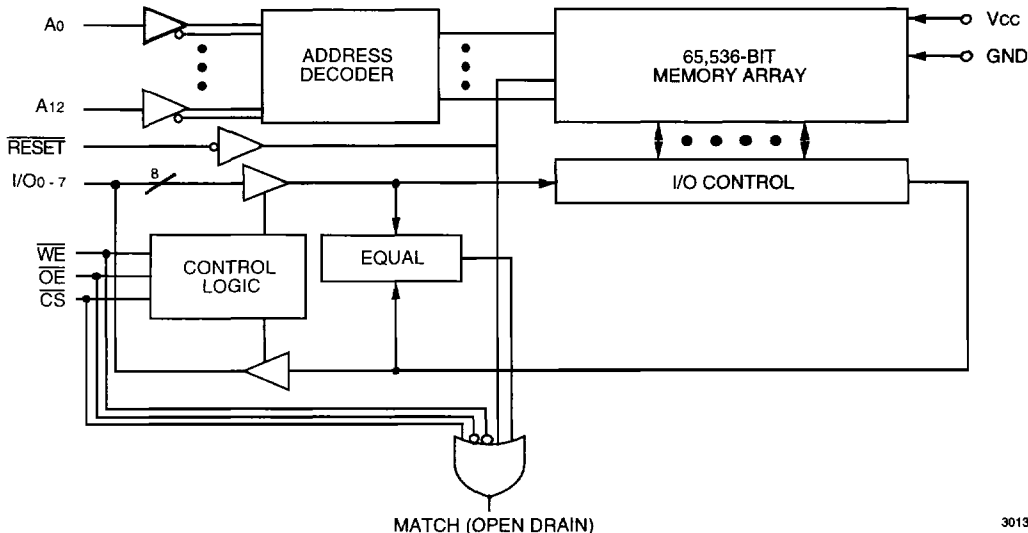 A0
A12
RESET
I/O0 - 7
8
WE
OE
CS
ADDRESS
DECODER
65,536-BIT
MEMORY ARRAY
Vcc
GND
I/O CONTROL
CONTROL
LOGIC
EQUAL
MATCH (OPEN DRAIN)
3013